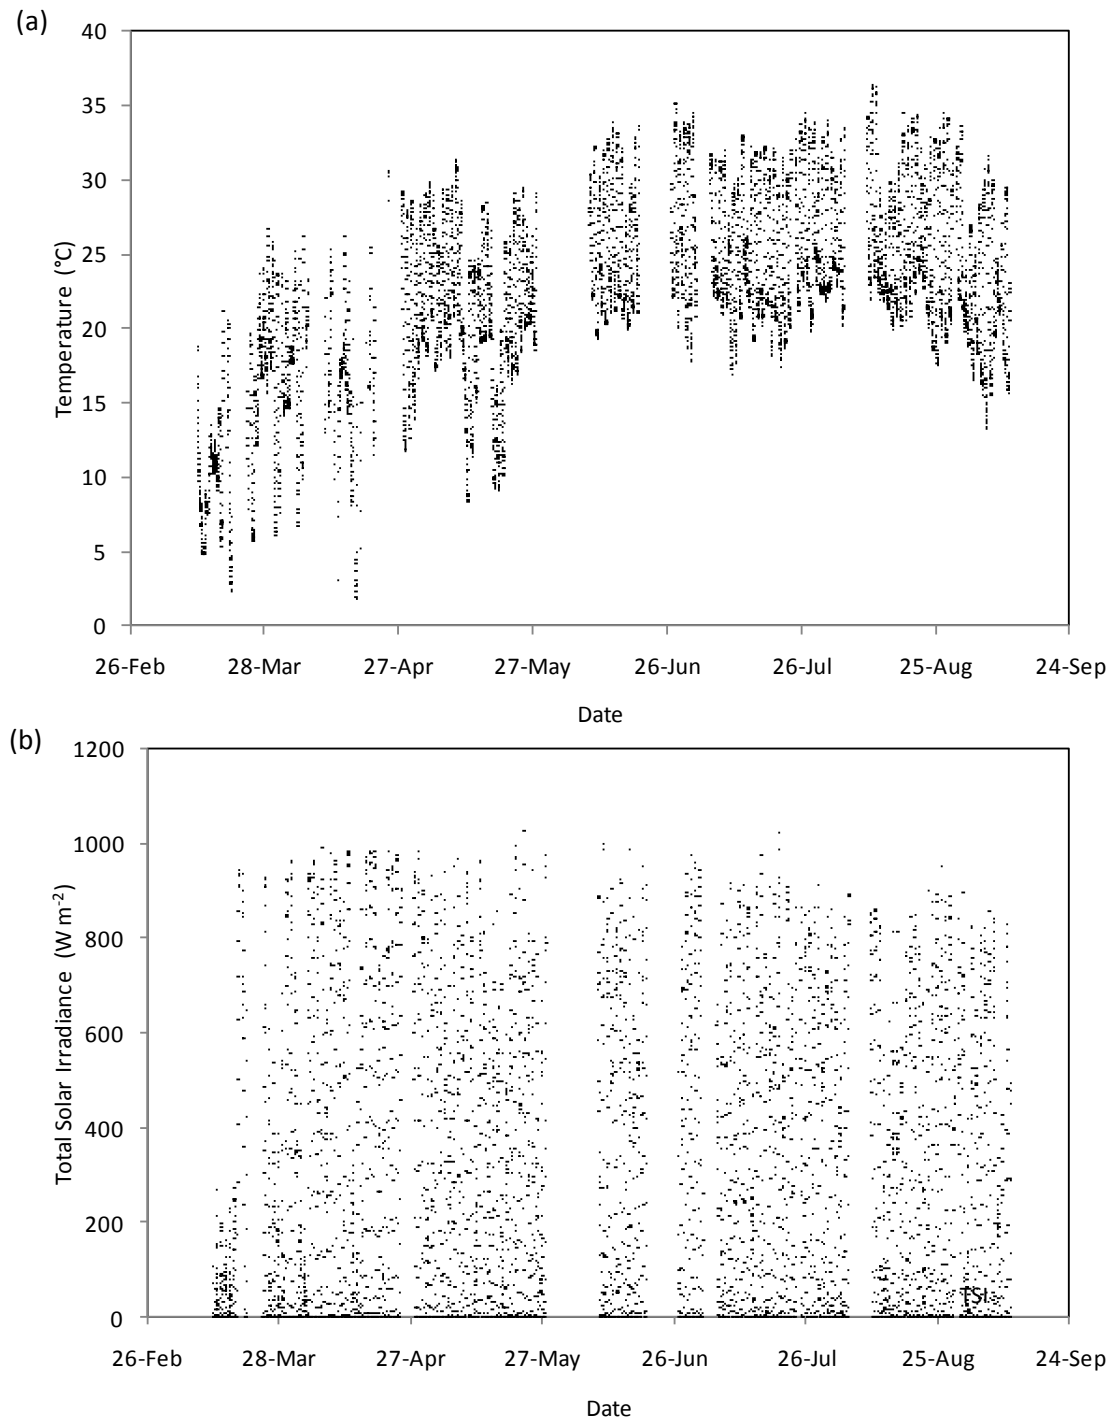 (a)
40
35
30
25
20
15
10
5
0
Temperature (℃)
26-Feb 28-Mar 27-Apr 27-May 26-Jun 26-Jul 25-Aug 24-Sep
Date
(b)
1200
1000
800
600
400
200
0
Total Solar Irradiance (W m⁻²)
TSI
26-Feb 28-Mar 27-Apr 27-May 26-Jun 26-Jul 25-Aug 24-Sep
Date